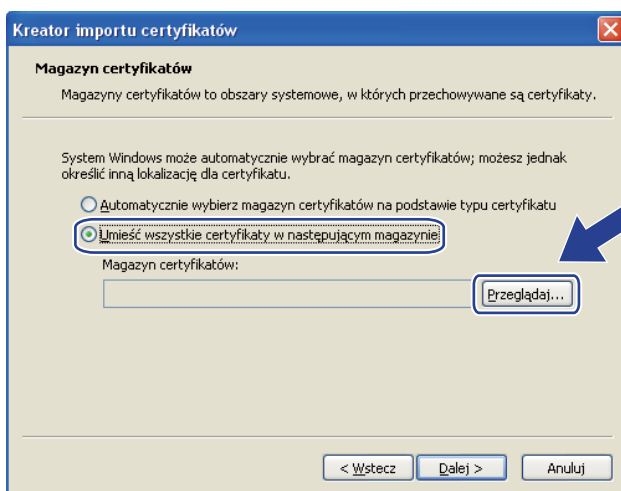 Kreator importu certyfikatów
Magazyn certyfikatów
Magazyny certyfikatów to obszary systemowe, w których przechowywane są certyfikaty.
System Windows może automatycznie wybrać magazyn certyfikatów; możesz jednak
określić inną lokalizację dla certyfikatu.
Automatycznie wybierz magazyn certyfikatów na podstawie typu certyfikatu
Umieść wszystkie certyfikaty w następującym magazynie
Magazyn certyfikatów:
Przeglądaj...
< Wstecz Dalej > Anuluj